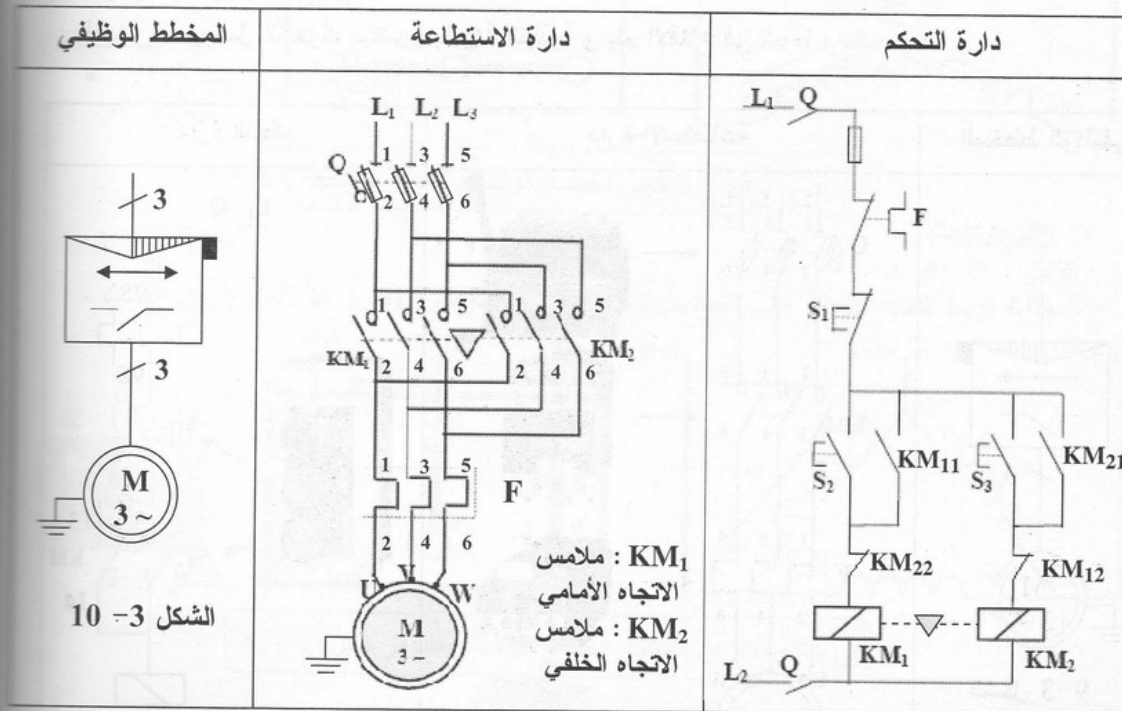 دارة التحكم
دارة الاستطاعة
المخطط الوظيفي
L₁ Q
F
S₁
S₂ KM₁₁ S₃ KM₂₁
KM₂₂ KM₁₂
KM₁ KM₂
L₂ Q
L₁ L₂ L₃
1 3 5
Q
2 4 6
1 3 5 1 3 5
KM₁ 2 4 6 2 4 6 KM₂
1 3 5
F
2 4 6
U V W
M
3~
KM₁ : ملامس
الاتجاه الأمامي
KM₂ : ملامس
الاتجاه الخلفي
3
3
M
3~
الشكل 3- 10